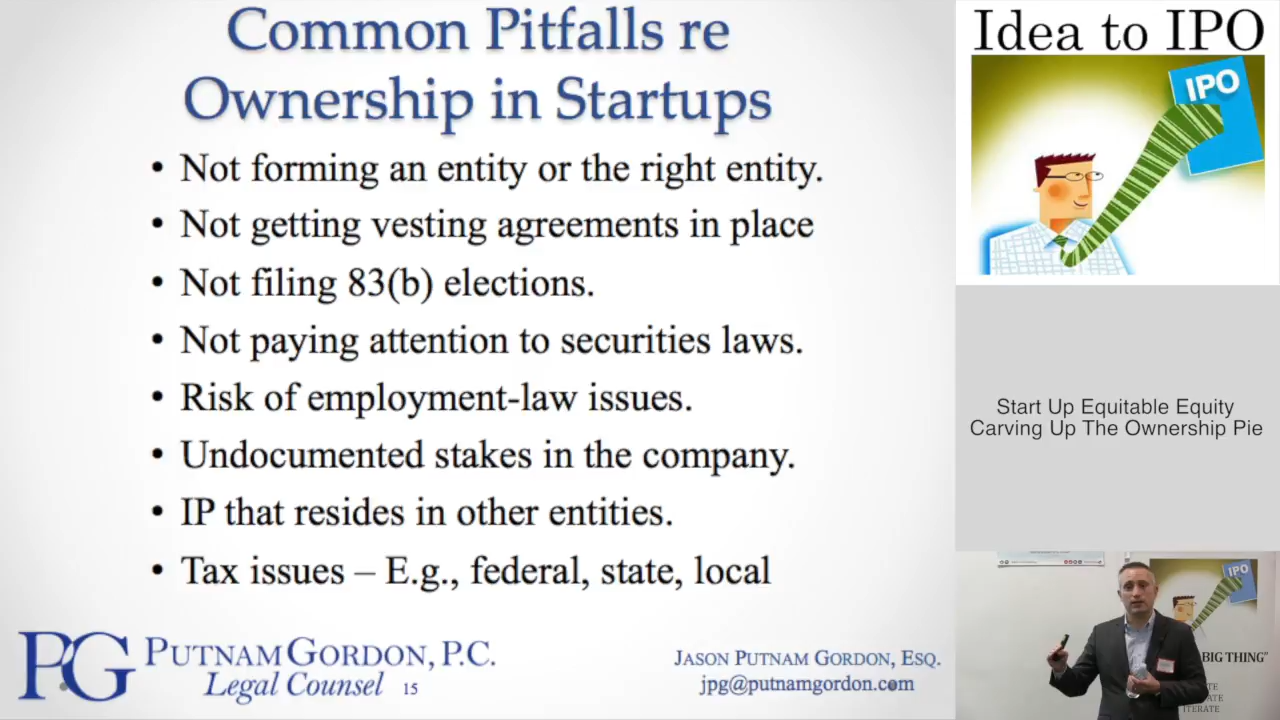 Common Pitfalls re
Ownership in Startups
• Not forming an entity or the right entity.
• Not getting vesting agreements in place
• Not filing 83(b) elections.
• Not paying attention to securities laws.
• Risk of employment-law issues.
• Undocumented stakes in the company.
• IP that resides in other entities.
• Tax issues – E.g., federal, state, local
PG
PUTNAM GORDON, P.C.
Legal Counsel
15
JASON PUTNAM GORDON, ESQ.
jpg@putnamgordon.com
Idea to IPO
IPO
Start Up Equitable Equity
Carving Up The Ownership Pie
IPO
BIG THING"
ITERATE